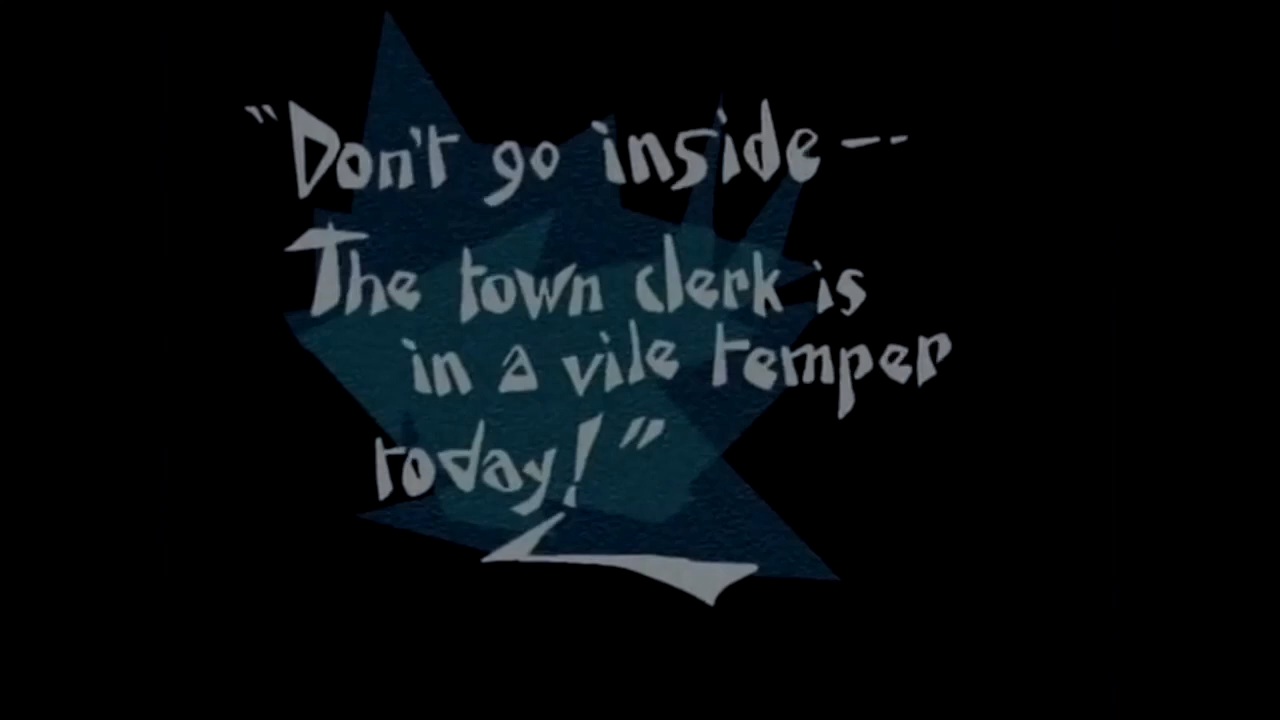 “Don't go inside--
The town clerk is
in a vile temper
today!”